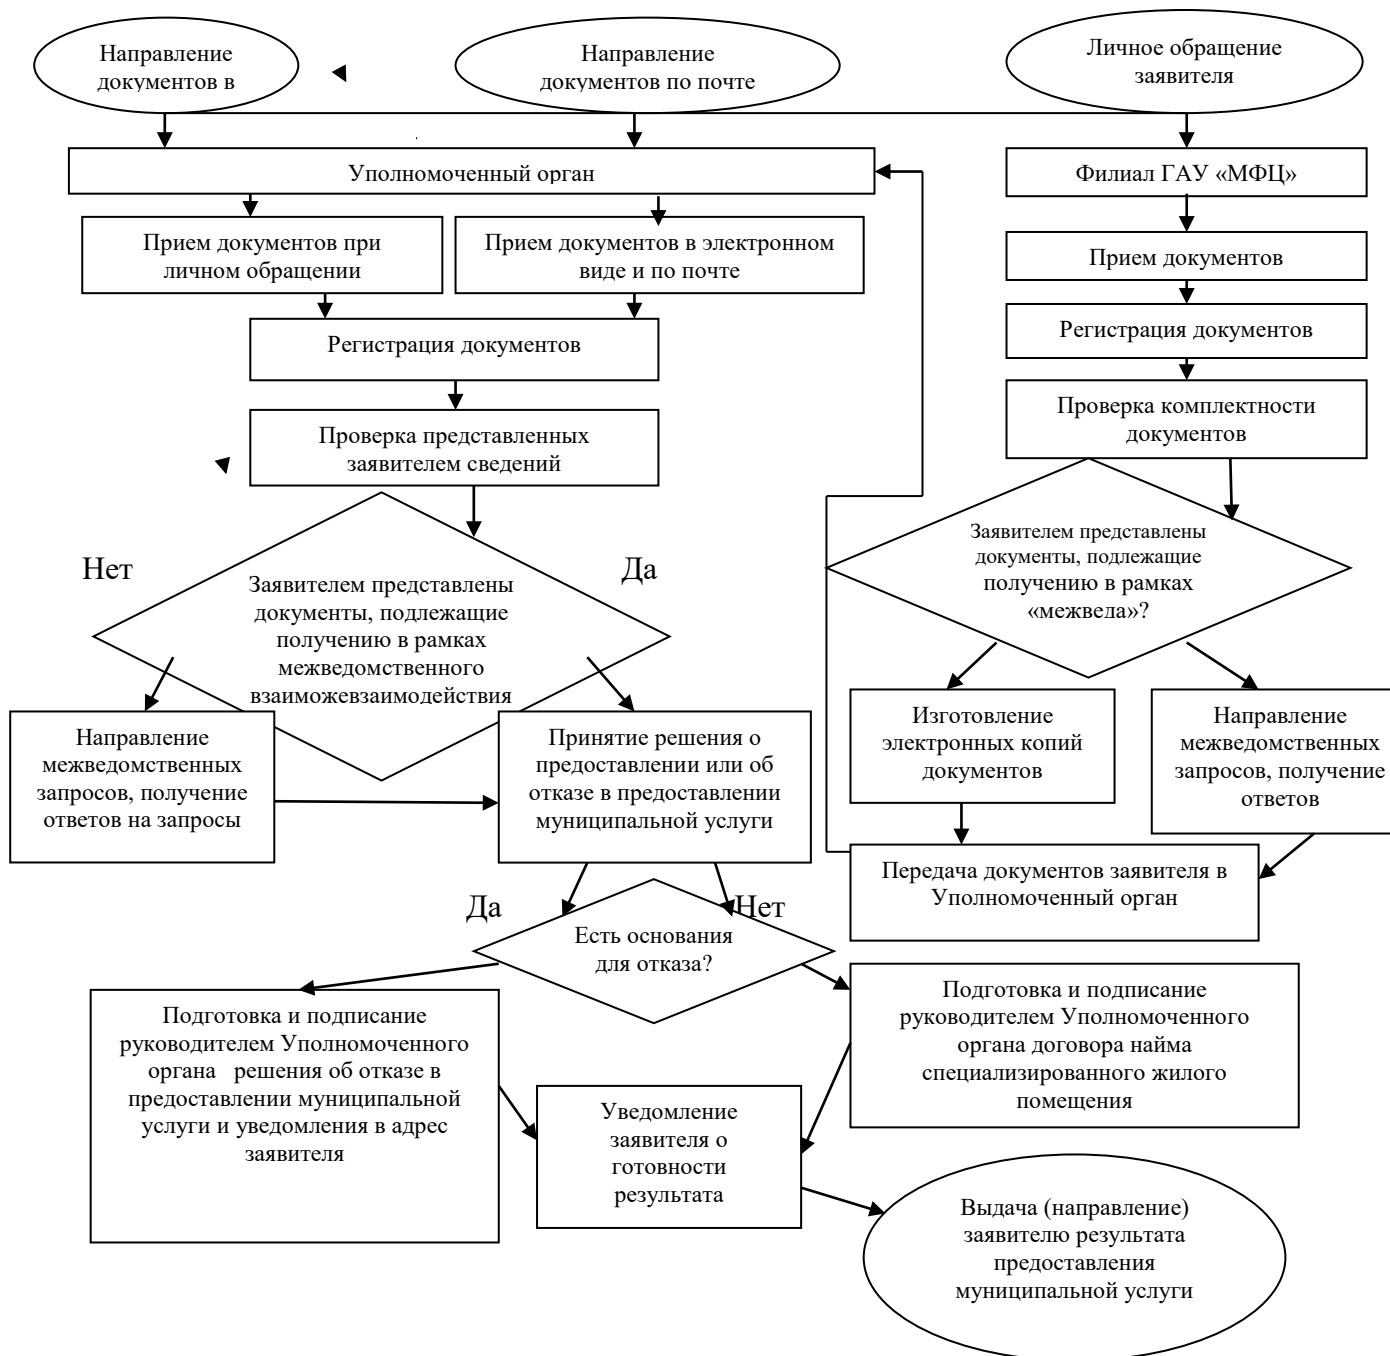 Направление
документов в
Направление
документов по почте
Личное обращение
заявителя
Уполномоченный орган
Филиал ГАУ «МФЦ»
Прием документов при
личном обращении
Прием документов в электронном
виде и по почте
Прием документов
Регистрация документов
Регистрация документов
Проверка представленных
заявителем сведений
Проверка комплектности
документов
Нет
Да
Заявителем представлены
документы, подлежащие
получению в рамках
межведомственного
взаиможевзаимодействия
Заявителем представлены
документы, подлежащие
получению в рамках
«межведа»?
Направление
межведомственных
запросов, получение
ответов на запросы
Принятие решения о
предоставлении или об
отказе в предоставлении
муниципальной услуги
Изготовление
электронных копий
документов
Направление
межведомственных
запросов, получение
ответов
Передача документов заявителя в
Уполномоченный орган
Да
Нет
Есть основания
для отказа?
Подготовка и подписание
руководителем Уполномоченного
органа решения об отказе в
предоставлении муниципальной
услуги и уведомления в адрес
заявителя
Подготовка и подписание
руководителем Уполномоченного
органа договора найма
специализированного жилого
помещения
Уведомление
заявителя о
готовности
результата
Выдача (направление)
заявителю результата
предоставления
муниципальной услуги